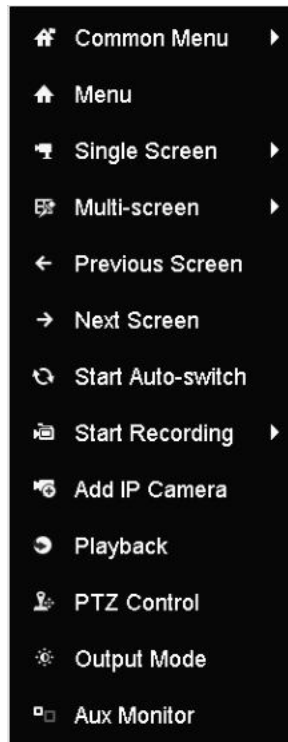 Common Menu
Menu
Single Screen
Multi-screen
Previous Screen
Next Screen
Start Auto-switch
Start Recording
Add IP Camera
Playback
PTZ Control
Output Mode
Aux Monitor